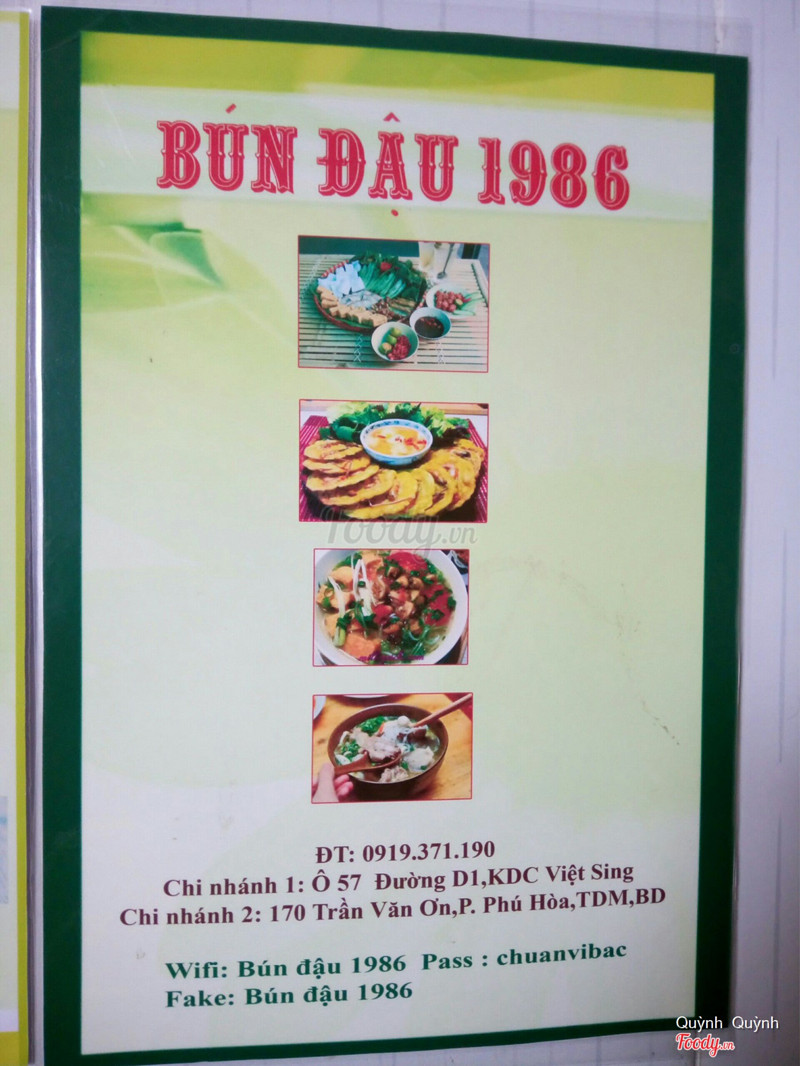 BÚN ĐẬU 1986
Foody.vn
ĐT: 0919.371.190
Chi nhánh 1: Ô 57 Đường D1,KDC Việt Sing
Chi nhánh 2: 170 Trần Văn Ơn,P. Phú Hòa,TDM,BD
Wifi: Bún đậu 1986 Pass : chuanvibac
Fake: Bún đậu 1986
Quỳnh Quỳnh
Foody.vn